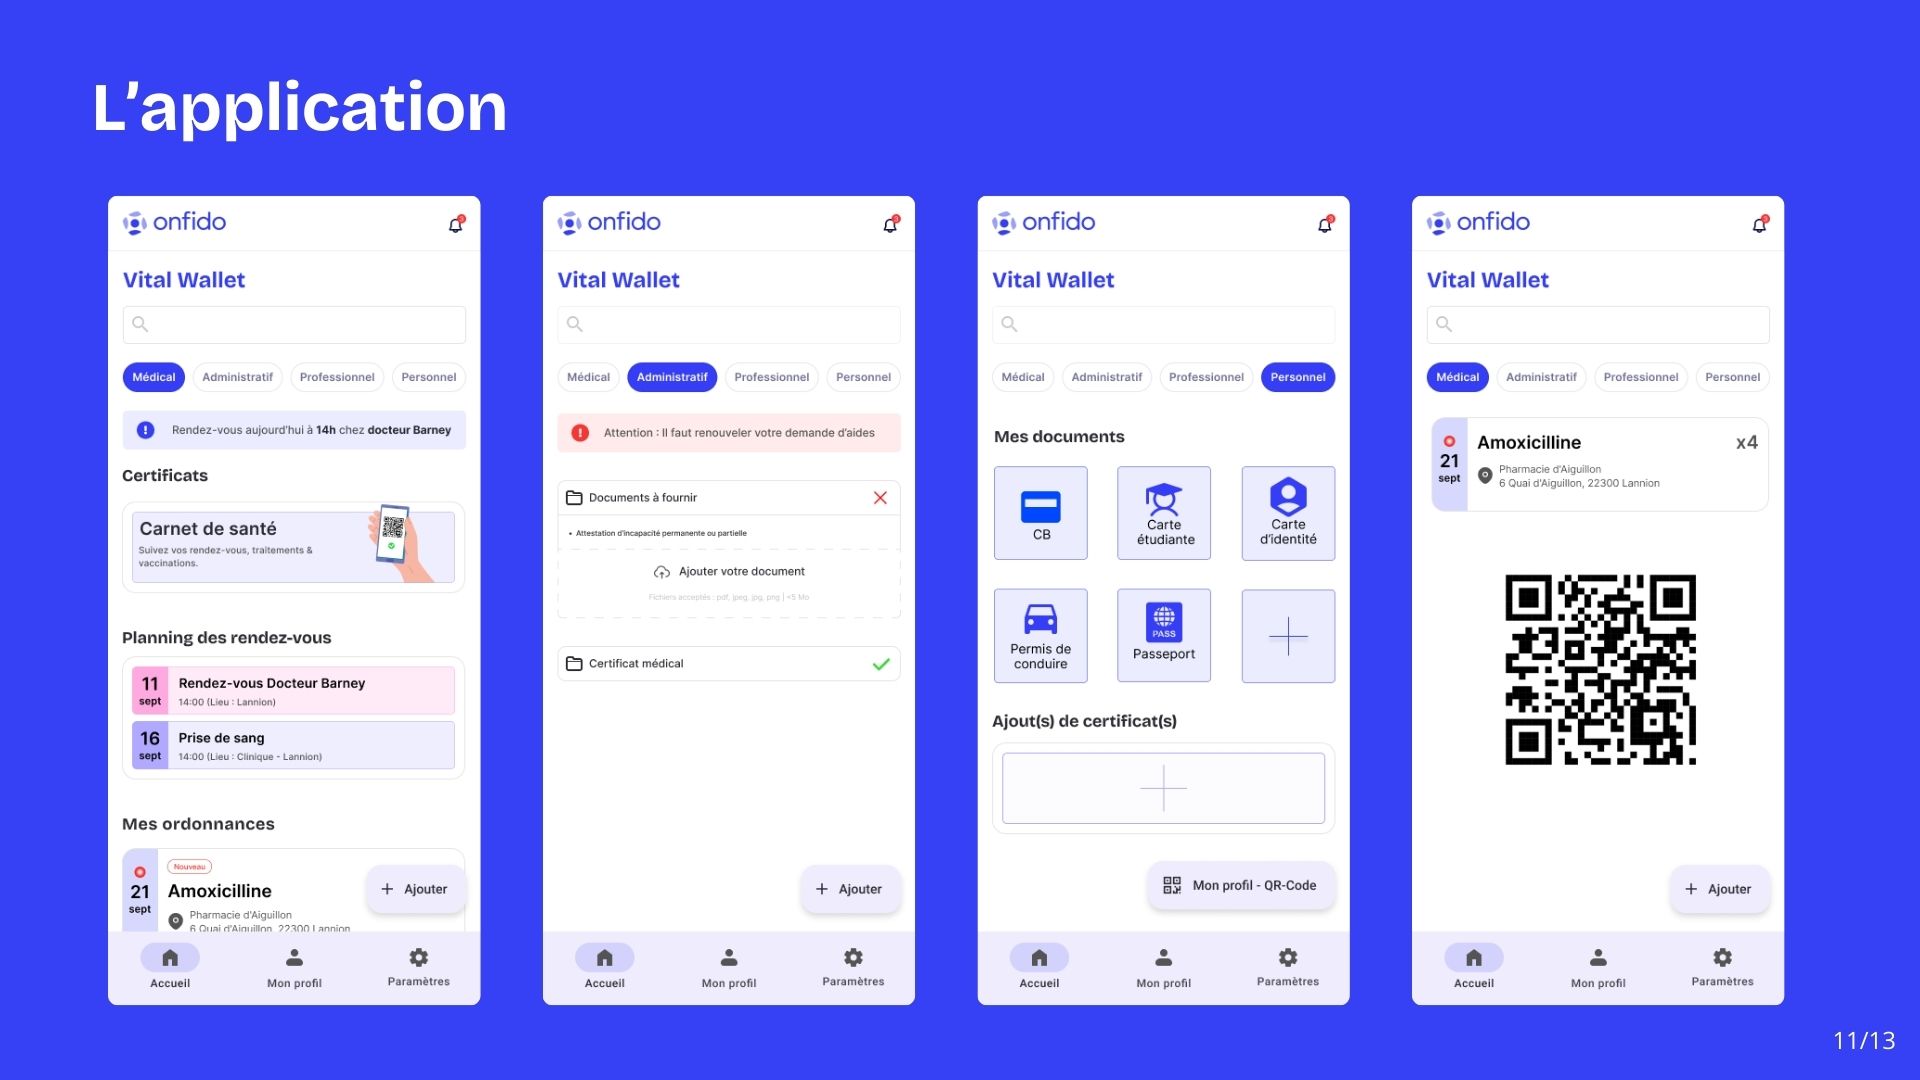 L'application
onfido
3
Vital Wallet
Médical
Administratif
Professionnel
Personnel
Rendez-vous aujourd'hui à 14h chez docteur Barney
Certificats
Carnet de santé
Suivez vos rendez-vous, traitements &
vaccinations.
Planning des rendez-vous
11
sept
Rendez-vous Docteur Barney
14:00 (Lieu : Lannion)
16
sept
Prise de sang
14:00 (Lieu : Clinique - Lannion)
Mes ordonnances
21
sept
Nouveau
Amoxicilline
Pharmacie d'Aiguillon
6 Quai d'Aiguillon, 22300 Lannion
+ Ajouter
Accueil
Mon profil
Paramètres
onfido
3
Vital Wallet
Médical
Administratif
Professionnel
Personnel
Attention : Il faut renouveler votre demande d'aides
Documents à fournir
• Attestation d'incapacité permanente ou partielle
Ajouter votre document
Fichiers acceptés : pdf, jpeg, jpg, png | <5 Mo
Certificat médical
+ Ajouter
Accueil
Mon profil
Paramètres
onfido
3
Vital Wallet
Médical
Administratif
Professionnel
Personnel
Mes documents
CB
Carte
étudiante
Carte
d'identité
Permis de
conduire
PASS
Passeport
Ajout(s) de certificat(s)
Mon profil - QR-Code
Accueil
Mon profil
Paramètres
onfido
3
Vital Wallet
Médical
Administratif
Professionnel
Personnel
21
sept
Amoxicilline
x4
Pharmacie d'Aiguillon
6 Quai d'Aiguillon, 22300 Lannion
+ Ajouter
Accueil
Mon profil
Paramètres
11/13